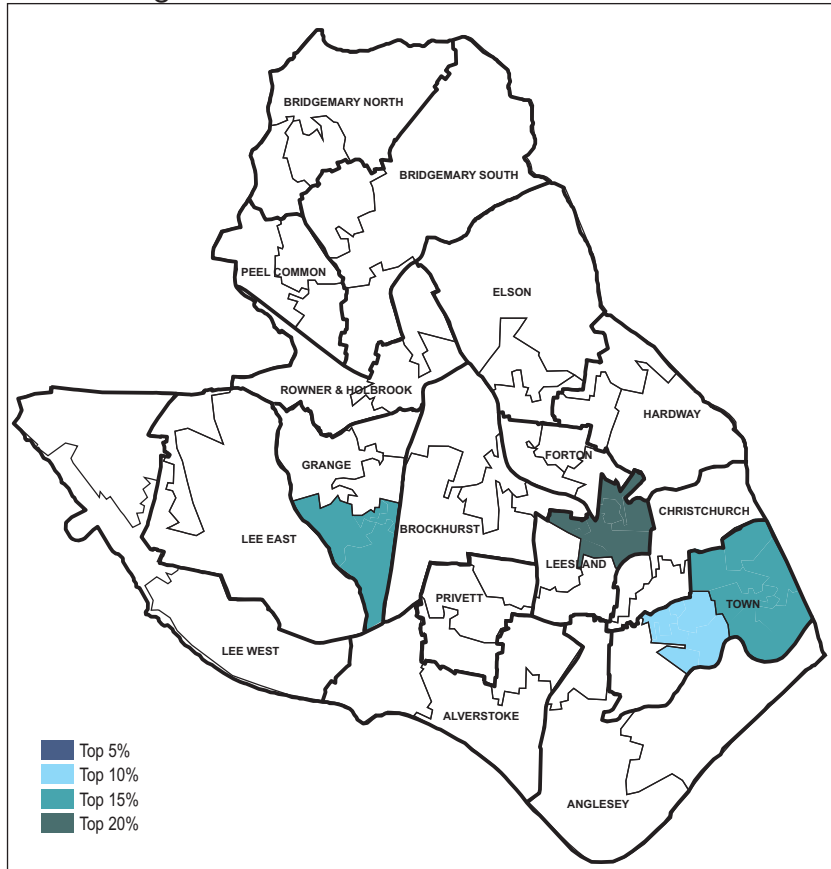 BRIDGEMARY NORTH
BRIDGEMARY SOUTH
PEEL COMMON
ELSON
ROWNER & HOLBROOK
HARDWAY
GRANGE
FORTON
CHRISTCHURCH
BROCKHURST
LEE EAST
LEESLAND
PRIVETT
TOWN
LEE WEST
ALVERSTOKE
ANGLESEY
Top 5%
Top 10%
Top 15%
Top 20%